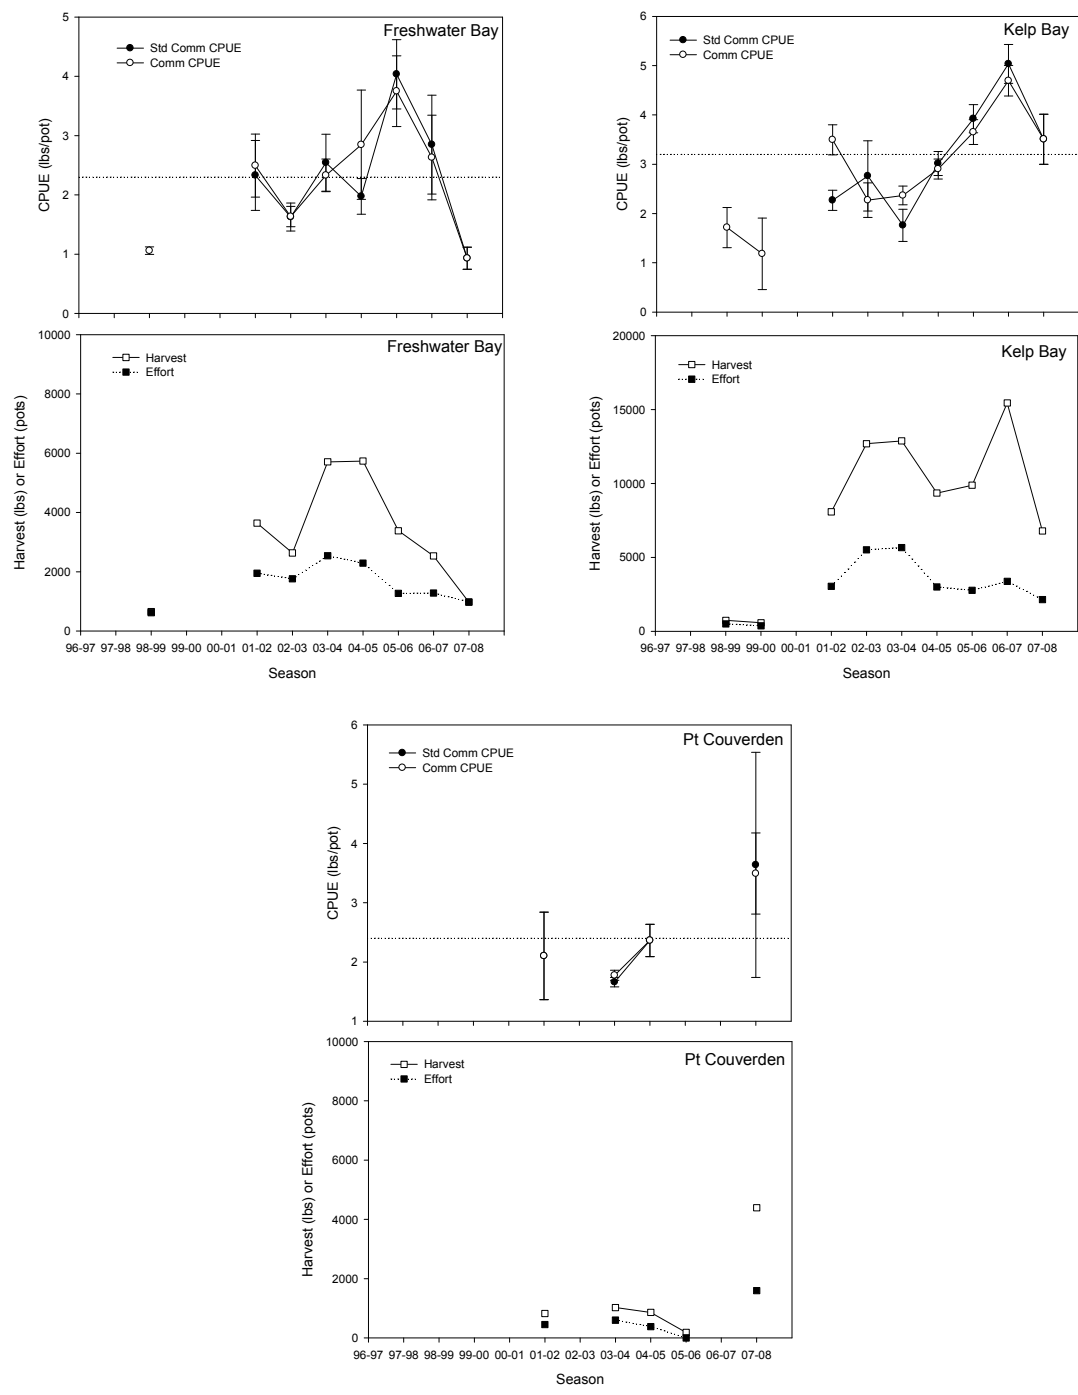 Freshwater Bay
Std Comm CPUE
Comm CPUE
CPUE (lbs/pot)
5
4
3
2
1
0
Freshwater Bay
Harvest
Effort
Harvest (lbs) or Effort (pots)
10000
8000
6000
4000
2000
0
96-97 97-98 98-99 99-00 00-01 01-02 02-03 03-04 04-05 05-06 06-07 07-08
Season
Kelp Bay
Std Comm CPUE
Comm CPUE
CPUE (lbs/pot)
6
5
4
3
2
1
0
Kelp Bay
Harvest
Effort
Harvest (lbs) or Effort (pots)
20000
15000
10000
5000
0
96-97 97-98 98-99 99-00 00-01 01-02 02-03 03-04 04-05 05-06 06-07 07-08
Season
Pt Couverden
Std Comm CPUE
Comm CPUE
CPUE (lbs/pot)
6
5
4
3
2
1
Pt Couverden
Harvest
Effort
Harvest (lbs) or Effort (pots)
10000
8000
6000
4000
2000
0
96-97 97-98 98-99 99-00 00-01 01-02 02-03 03-04 04-05 05-06 06-07 07-08
Season